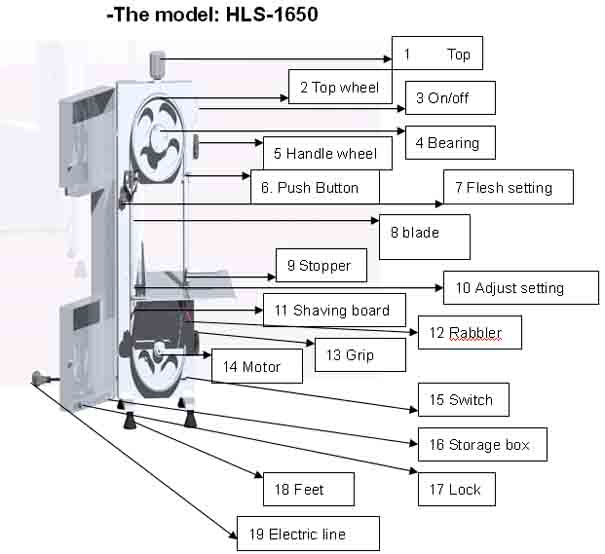 -The model: HLS-1650
1 Top
2 Top wheel
3 On/off
4 Bearing
5 Handle wheel
6. Push Button
7 Flesh setting
8 blade
9 Stopper
10 Adjust setting
11 Shaving board
12 Rabbler
13 Grip
14 Motor
15 Switch
16 Storage box
17 Lock
18 Feet
19 Electric line